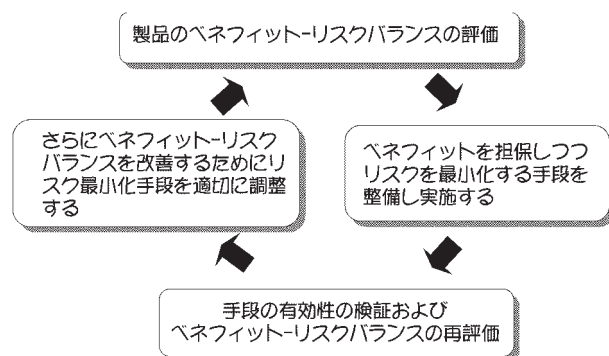 製品のベネフィット-リスクバランスの評価
さらにベネフィット-リスク
バランスを改善するためにリ
スク最小化手段を適切に調整
する
ベネフィットを担保しつつ
リスクを最小化する手段を
整備し実施する
手段の有効性の検証および
ベネフィット-リスクバランスの再評価